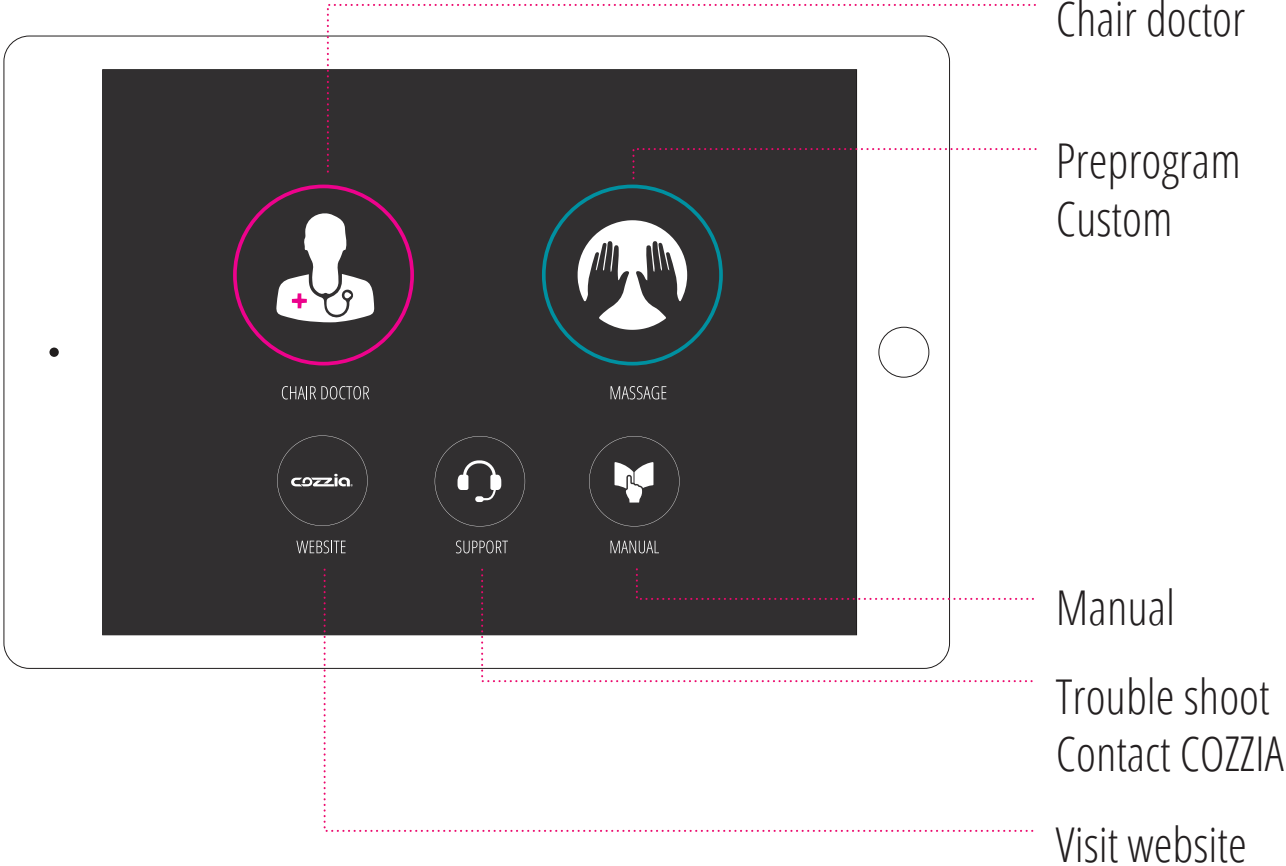 Chair doctor
Preprogram
Custom
CHAIR DOCTOR
MASSAGE
cozzia
WEBSITE
SUPPORT
MANUAL
Manual
Trouble shoot
Contact COZZIA
Visit website